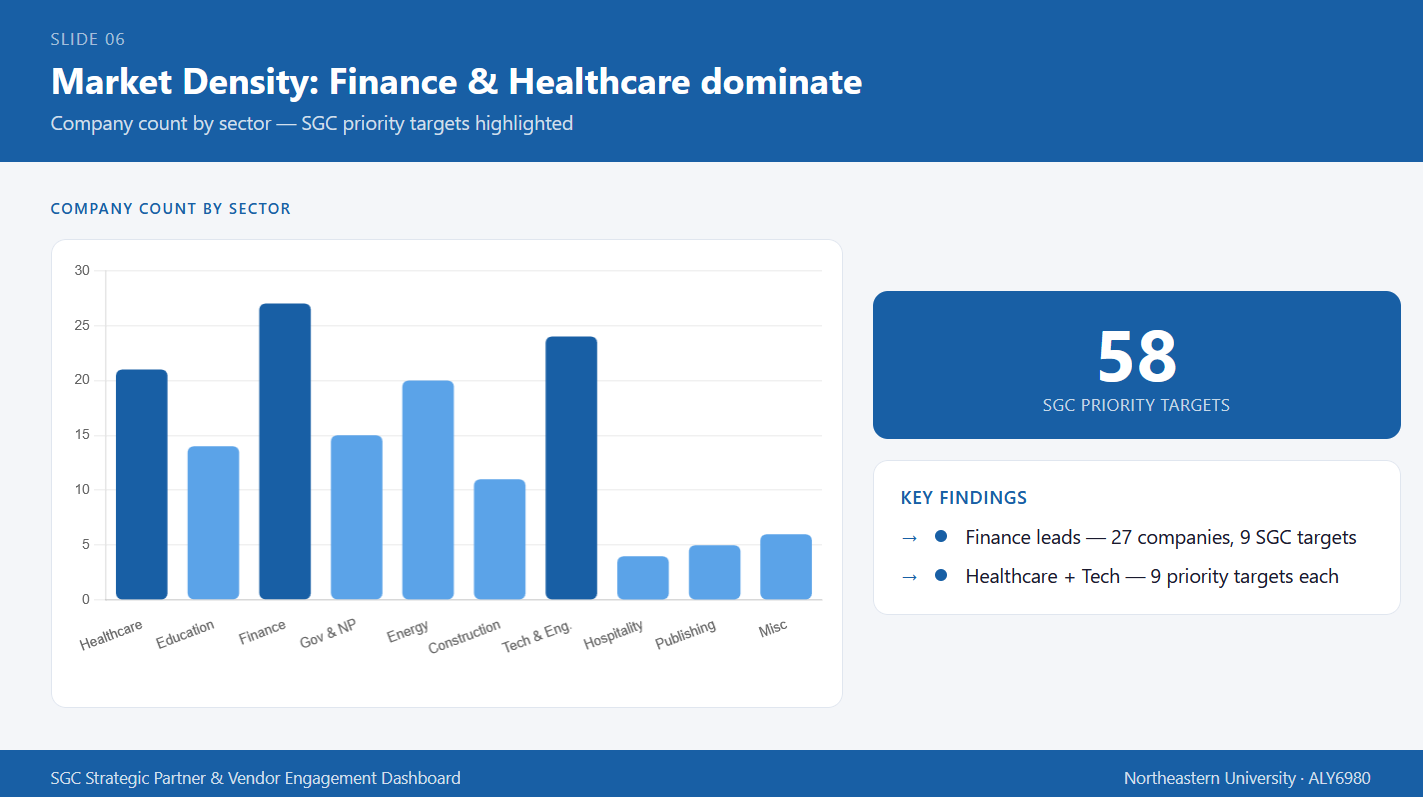 SLIDE 06
Market Density: Finance & Healthcare dominate
Company count by sector — SGC priority targets highlighted
COMPANY COUNT BY SECTOR
30
25
20
15
10
5
0
Healthcare
Education
Finance
Gov & NP
Energy
Construction
Tech & Eng.
Hospitality
Publishing
Misc
58
SGC PRIORITY TARGETS
KEY FINDINGS
→ ● Finance leads — 27 companies, 9 SGC targets
→ ● Healthcare + Tech — 9 priority targets each
SGC Strategic Partner & Vendor Engagement Dashboard
Northeastern University · ALY6980